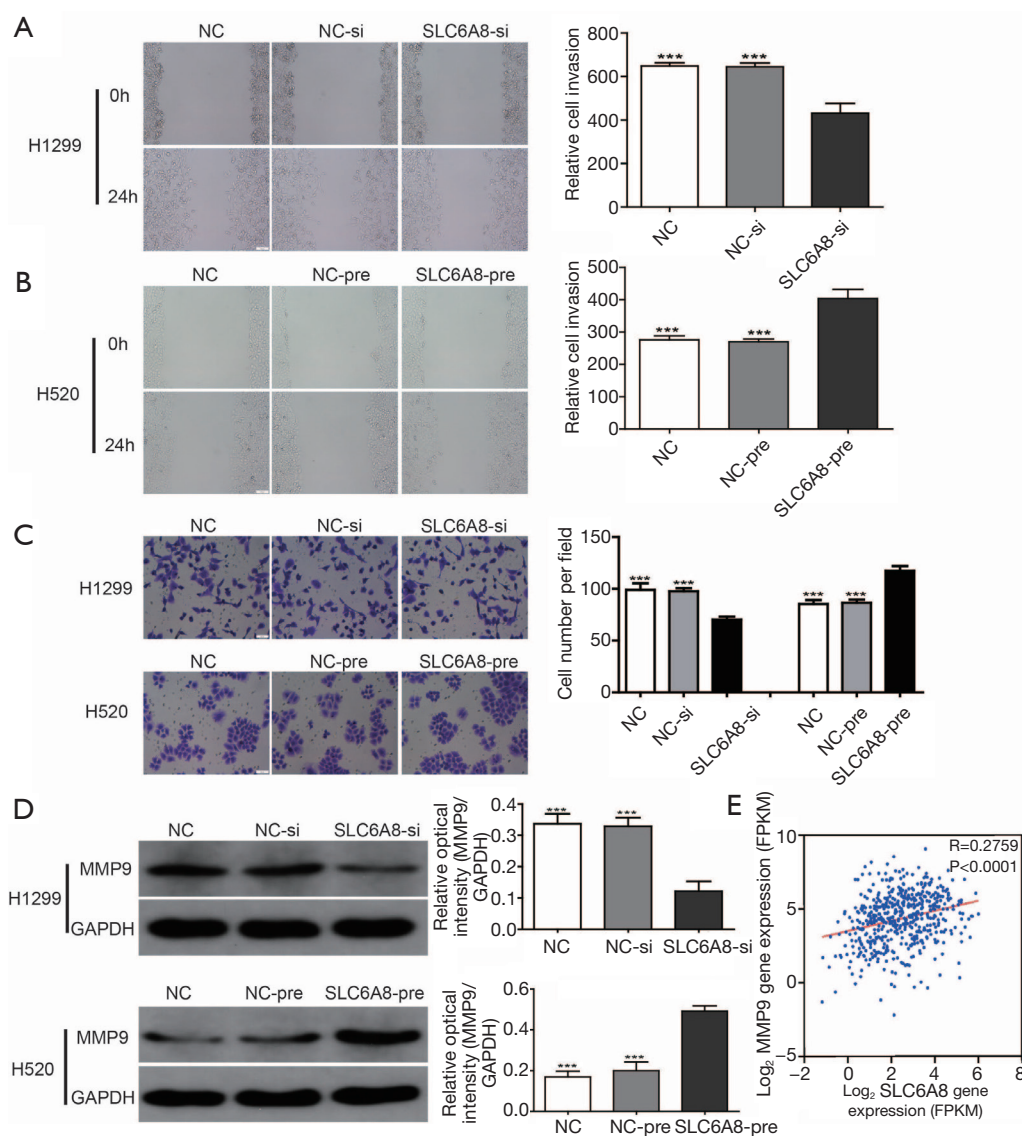 A
NC
NC-si
SLC6A8-si
0h
H1299
24h
Relative cell invasion
800
600
400
200
0
***
***
NC
NC-si
SLC6A8-si
B
NC
NC-pre
SLC6A8-pre
0h
H520
24h
Relative cell invasion
500
400
300
200
100
0
***
***
NC
NC-pre
SLC6A8-pre
C
NC
NC-si
SLC6A8-si
H1299
NC
NC-pre
SLC6A8-pre
H520
Cell number per field
150
100
50
0
***
***
***
***
NC
NC-si
SLC6A8-si
NC
NC-pre
SLC6A8-pre
D
NC
NC-si
SLC6A8-si
MMP9
H1299
GAPDH
Relative optical
intensity (MMP9/
GAPDH)
0.4
0.3
0.2
0.1
0.0
***
***
NC
NC-si
SLC6A8-si
NC
NC-pre
SLC6A8-pre
MMP9
H520
GAPDH
Relative optical
intensity (MMP9/
GAPDH)
0.6
0.4
0.2
0.0
***
***
NC
NC-pre
SLC6A8-pre
E
Log₂ MMP9 gene expression (FPKM)
10
5
0
−5
R=0.2759
P<0.0001
−2
0
2
4
6
8
Log₂ SLC6A8 gene
expression (FPKM)